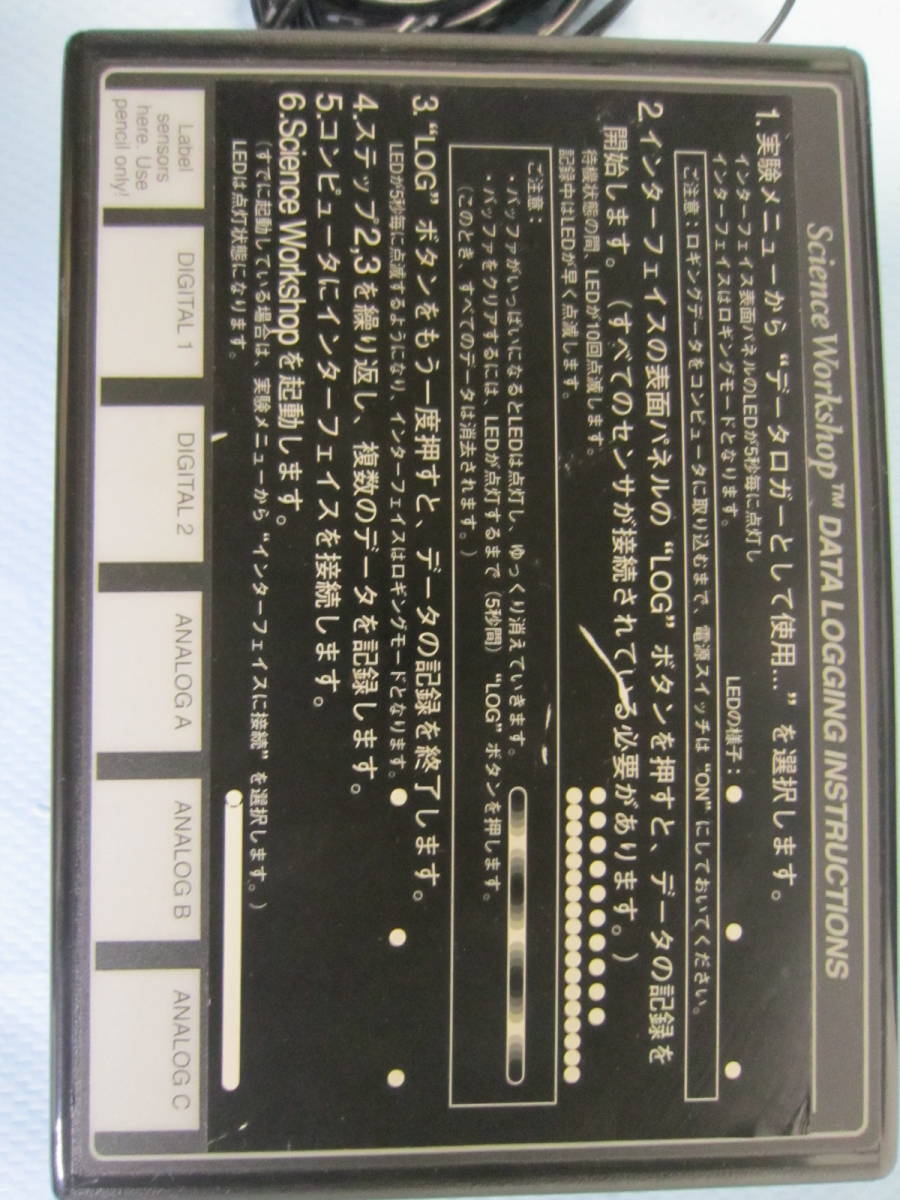 Science Workshop™ DATA LOGGING INSTRUCTIONS
1. 実験メニューから “データロガーとして使用...” を選択します。
インターフェイス表面パネルのLEDが5秒毎に点灯し
インターフェイスはロギングモードとなります。
LEDの様子：
ご注意：ロギングデータをコンピュータに取り込むまで、電源スイッチは “ON” にしておいてください。
2. インターフェイスの表面パネルの “LOG” ボタンを押すと、データの記録を
開始します。（すべてのセンサが接続されている必要があります。）
待機状態の間、LEDが10回点滅します。
記録中はLEDが早く点滅します。
ご注意：
・バッファがいっぱいになるとLEDは点灯し、ゆっくり消えていきます。
・バッファをクリアするには、LEDが点灯するまで（5秒間）“LOG” ボタンを押します。
（このとき、すべてのデータは消去されます。）
3. “LOG” ボタンをもう一度押すと、データの記録を終了します。
LEDが5秒毎に点滅するようになり、インターフェイスはロギングモードとなります。
4. ステップ2,3を繰り返し、複数のデータを記録します。
5. コンピュータにインターフェイスを接続します。
6. Science Workshop を起動します。
（すでに起動している場合は、実験メニューから “インターフェイスに接続” を選択します。）
LEDは点灯状態になります。
Label
sensors
here. Use
pencil only!
DIGITAL 1
DIGITAL 2
ANALOG A
ANALOG B
ANALOG C